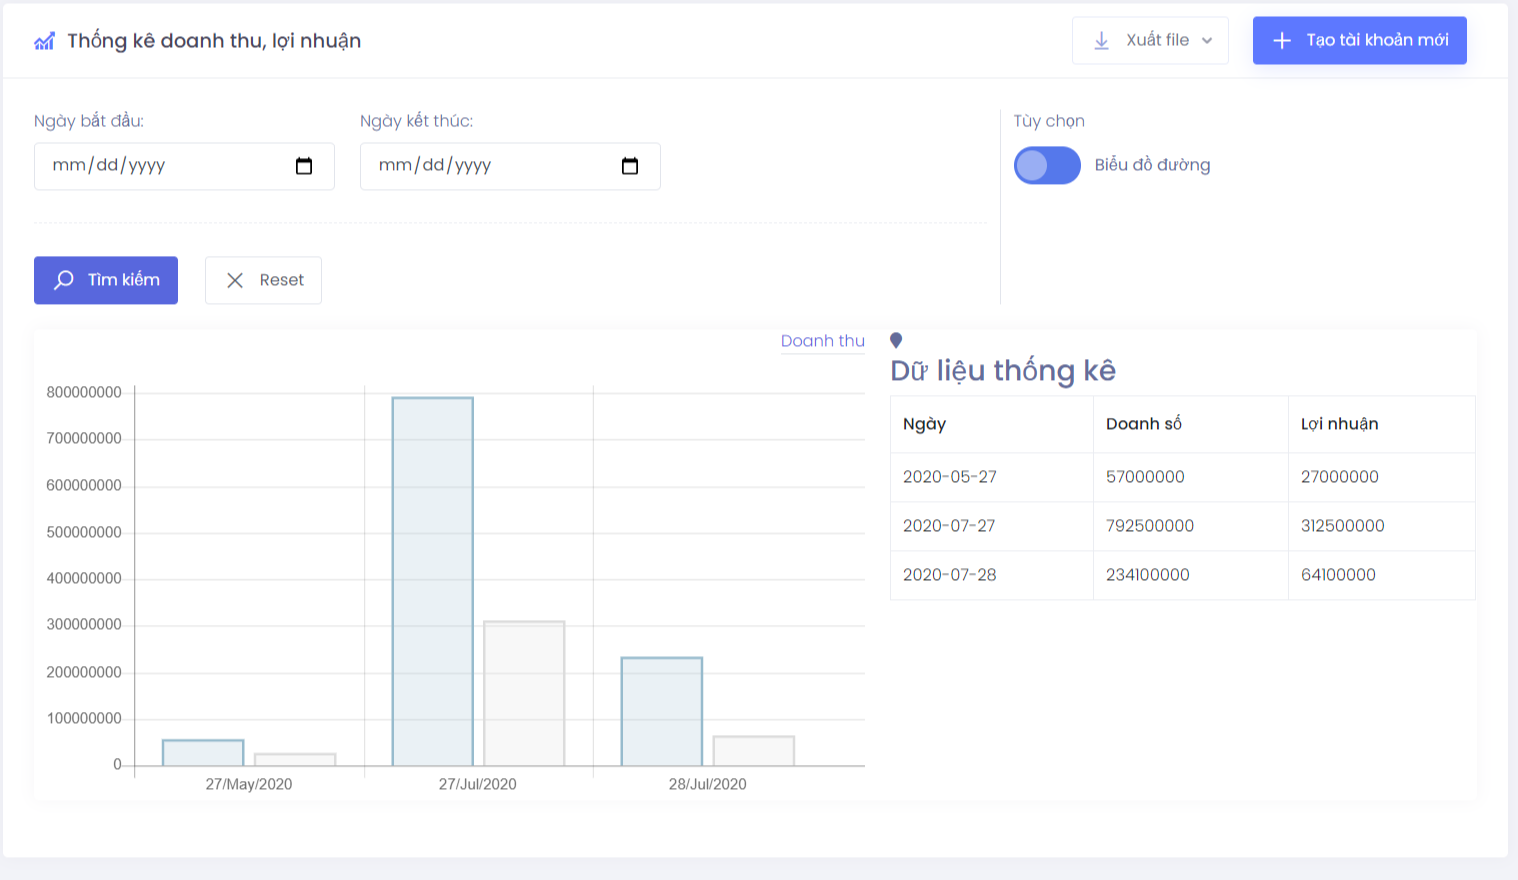 Thống kê doanh thu, lợi nhuận
Xuất file
Tạo tài khoản mới
Ngày bắt đầu:
Ngày kết thúc:
mm/dd/yyyy
mm/dd/yyyy
Tùy chọn
Biểu đồ đường
Tìm kiếm
Reset
Doanh thu
800000000
700000000
600000000
500000000
400000000
300000000
200000000
100000000
0
27/May/2020
27/Jul/2020
28/Jul/2020
Dữ liệu thống kê
Ngày Doanh số Lợi nhuận
2020-05-27 57000000 27000000
2020-07-27 792500000 312500000
2020-07-28 234100000 64100000